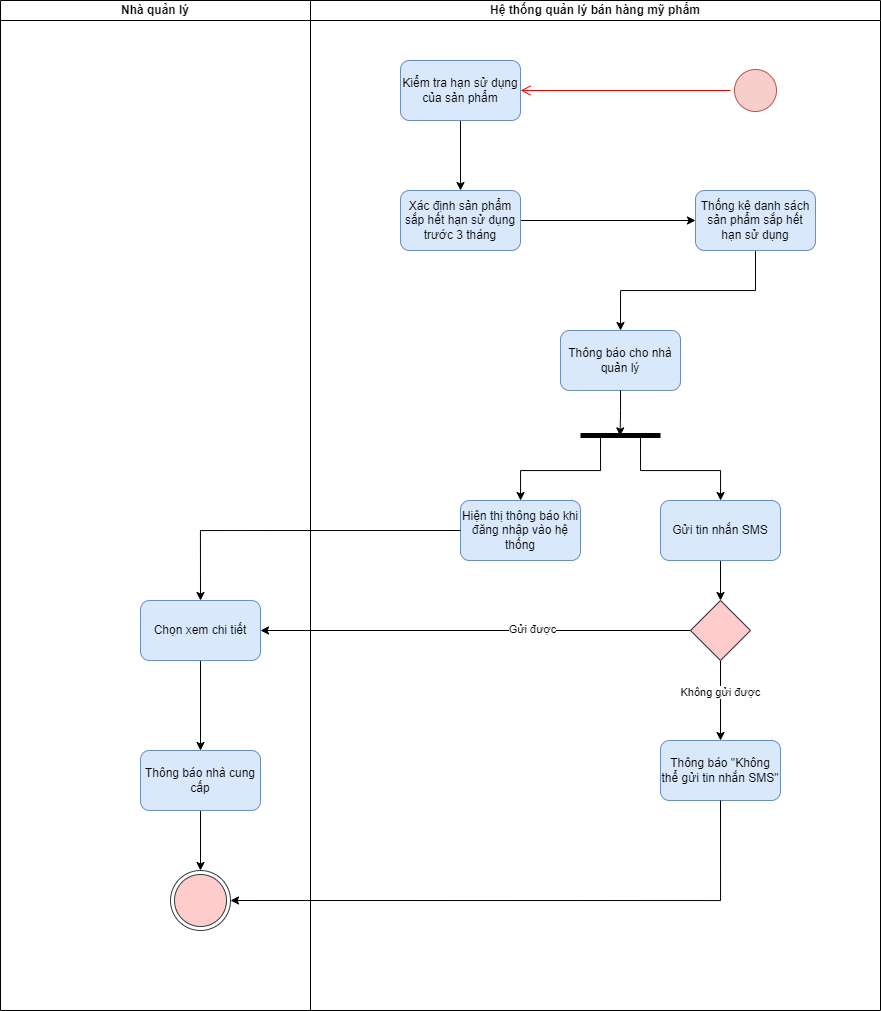 Nhà quản lý
Hệ thống quản lý bán hàng mỹ phẩm
Kiểm tra hạn sử dụng
của sản phẩm
Xác định sản phẩm
sắp hết hạn sử dụng
trước 3 tháng
Thống kê danh sách
sản phẩm sắp hết
hạn sử dụng
Thông báo cho nhà
quản lý
Hiện thị thông báo khi
đăng nhập vào hệ
thống
Gửi tin nhắn SMS
Chọn xem chi tiết
Gửi được
Không gửi được
Thông báo nhà cung
cấp
Thông báo "Không
thể gửi tin nhắn SMS"